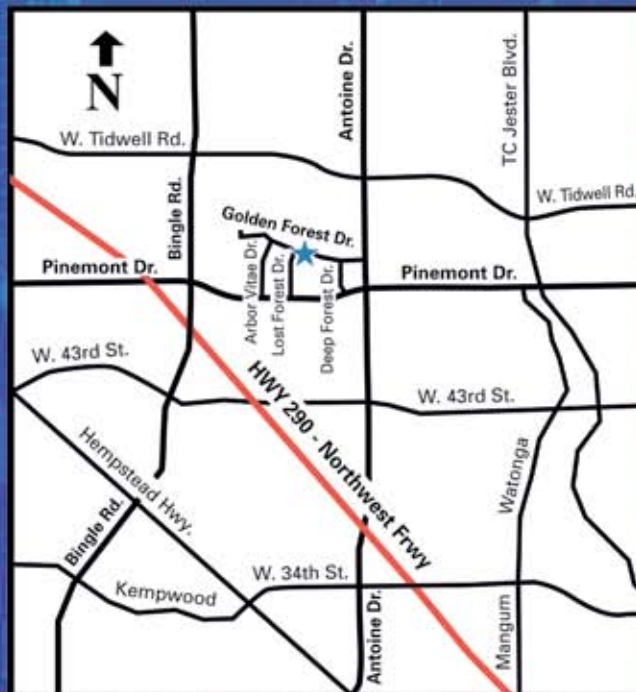 N
W. Tidwell Rd.
Bingle Rd.
Antoine Dr.
TC Jester Blvd.
W. Tidwell Rd.
Golden Forest Dr.
Pinemont Dr.
Arbor Vitae Dr.
Lost Forest Dr.
Deep Forest Dr.
Pinemont Dr.
W. 43rd St.
HWY 290 - Northwest Frwy
W. 43rd St.
Hempstead Hwy.
Watonga
Bingle Rd.
Kempwood
W. 34th St.
Antoine Dr.
Mangum